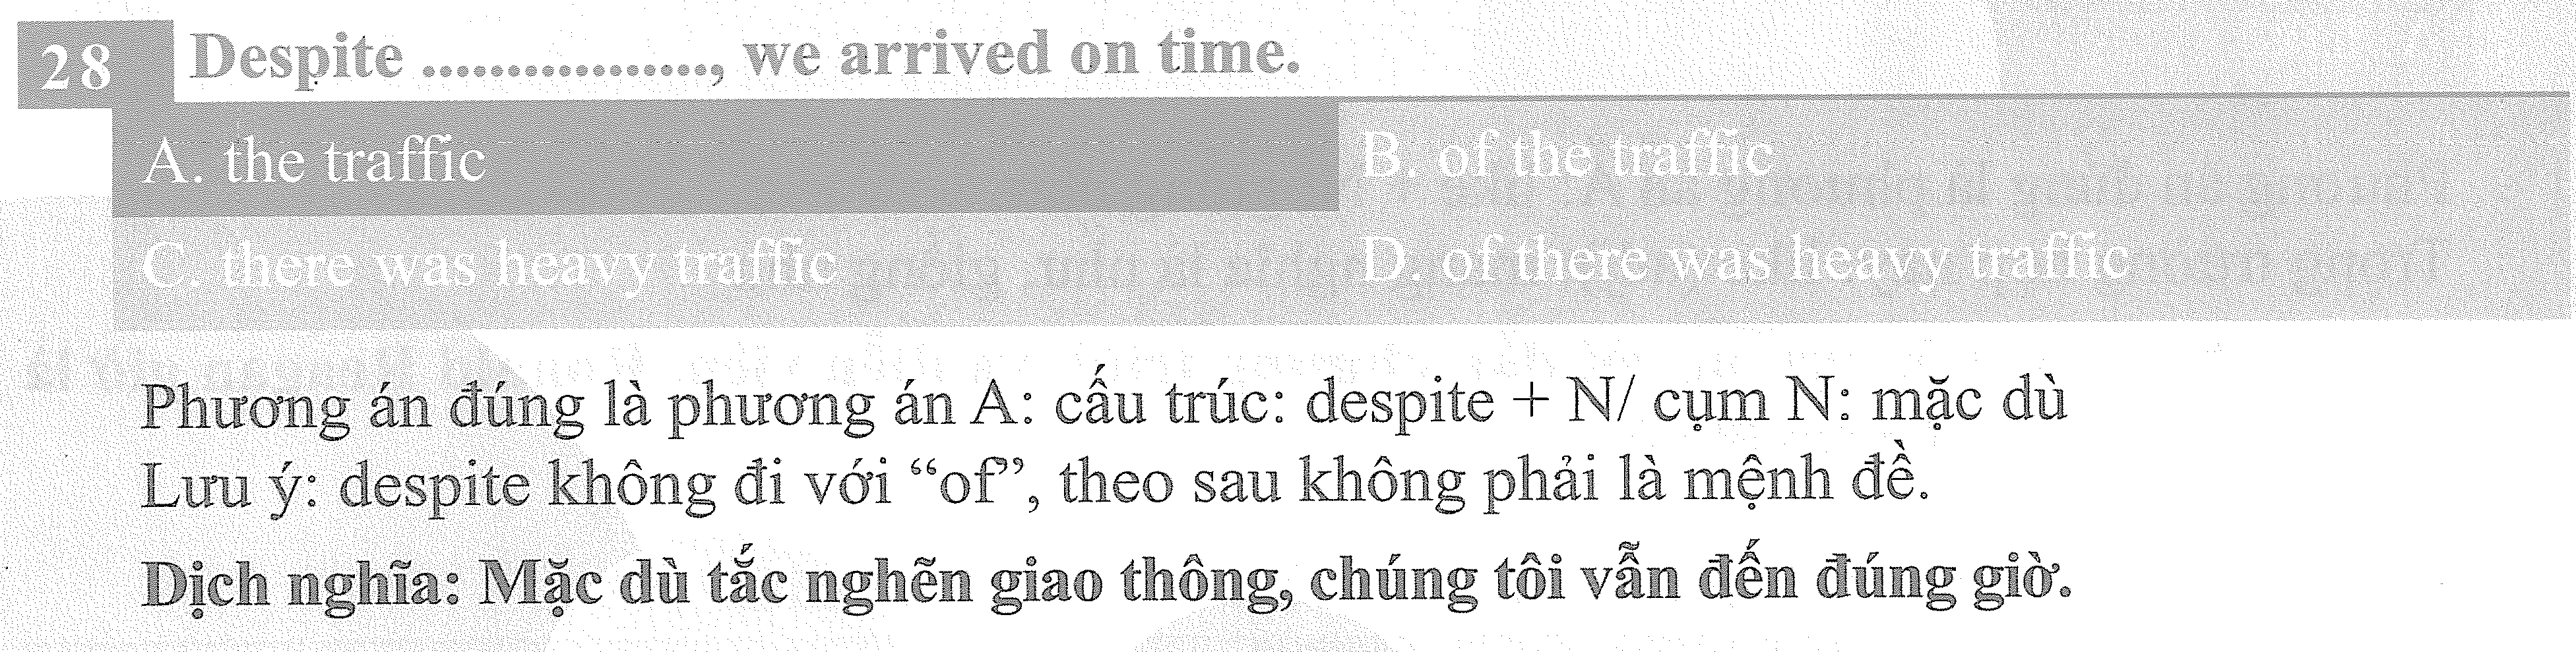 28 Despite ................, we arrived on time.
A. the traffic B. of the traffic
C. there was heavy traffic D. of there was heavy traffic
Phương án đúng là phương án A: cấu trúc: despite + N/ cụm N: mặc dù
Lưu ý: despite không đi với “of”, theo sau không phải là mệnh đề.
Dịch nghĩa: Mặc dù tắc nghẽn giao thông, chúng tôi vẫn đến đúng giờ.